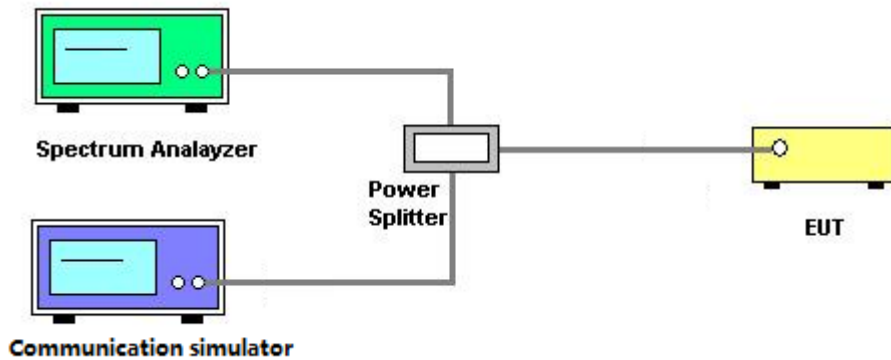 Spectrum Analayzer
Power
Splitter
EUT
Communication simulator